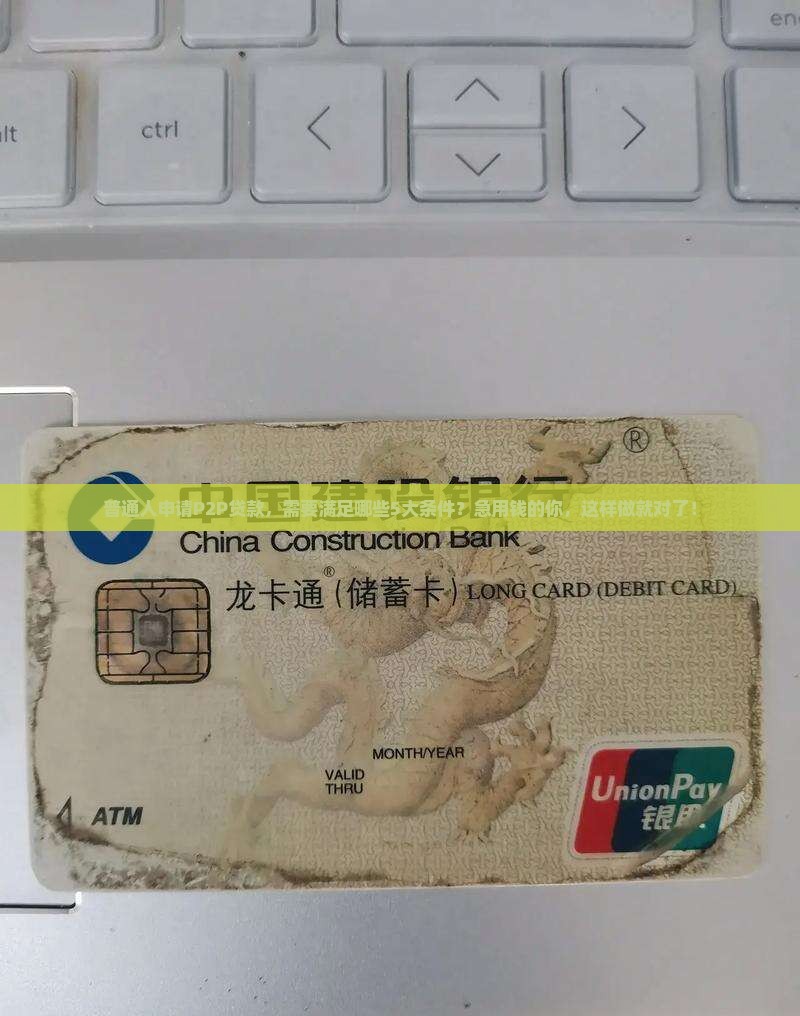 end
alt
ctrl
®
中国建设银行
普通人申请P2P贷款，需要满足哪些5大条件？急用钱的你，这样做就对了！
China Construction Bank
龙卡通®(储蓄卡) LONG CARD (DEBIT CARD)
MONTH/YEAR
VALID
THRU
ATM
UnionPay
银联